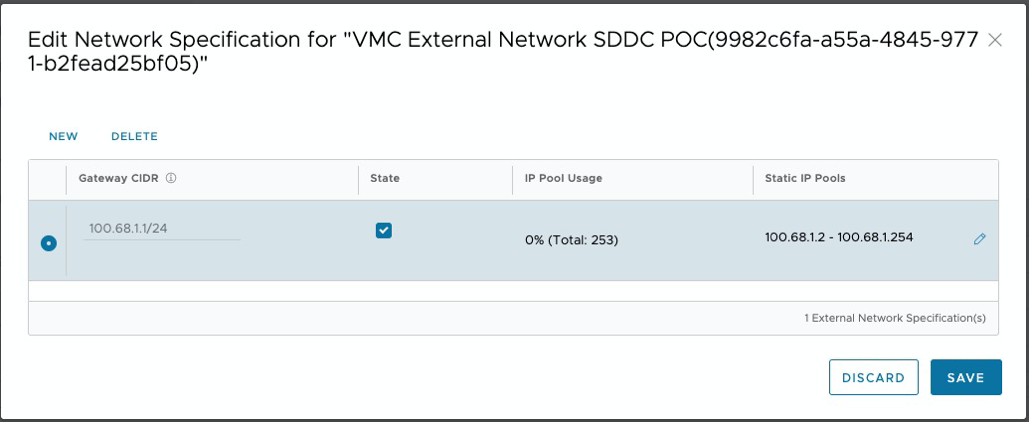 Edit Network Specification for "VMC External Network SDDC POC(9982c6fa-a55a-4845-977
1-b2fead25bf05)"
NEW DELETE
Gateway CIDR State IP Pool Usage Static IP Pools
100.68.1.1/24 0% (Total: 253) 100.68.1.2 - 100.68.1.254
1 External Network Specification(s)
DISCARD SAVE